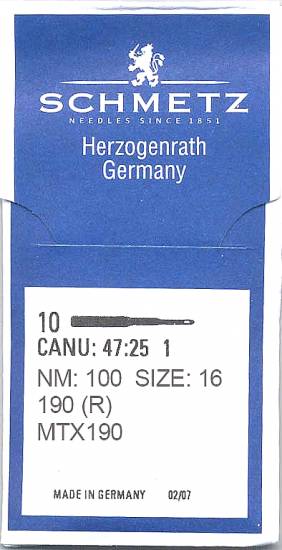 SCHMETZ
NEEDLES SINCE 1851
Herzogenrath
Germany
10
CANU: 47:25 1
NM: 100 SIZE: 16
190 (R)
MTX190
MADE IN GERMANY 02/07